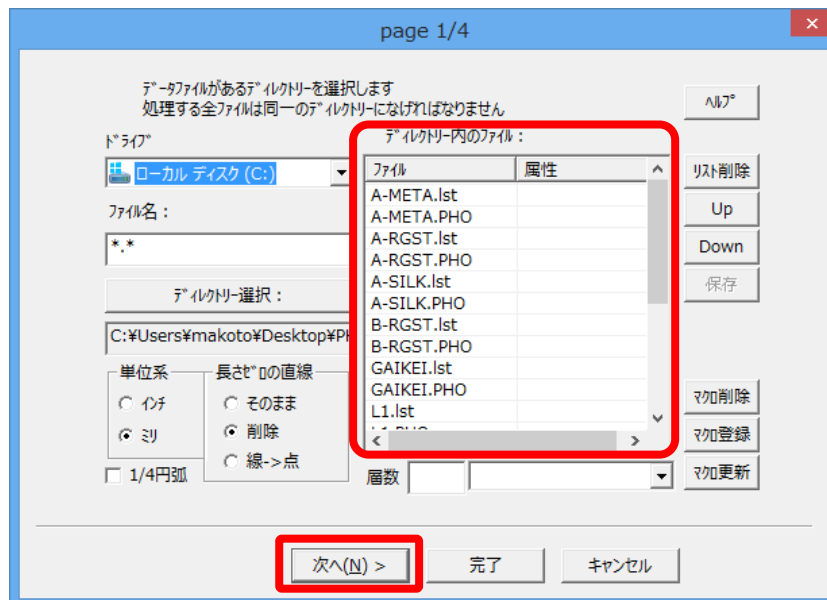 page 1/4
ﾃﾞｰﾀﾌｧｲﾙがあるﾃﾞｨﾚｸﾄﾘｰを選択します
処理する全ﾌｧｲﾙは同一のﾃﾞｨﾚｸﾄﾘｰになければなりません
ﾍﾙﾌﾟ
ﾄﾞﾗｲﾌﾞ
ﾃﾞｨﾚｸﾄﾘｰ内のﾌｧｲﾙ：
ローカル ディスク (C:)
ﾌｧｲﾙ 属性
ﾘｽﾄ削除
ﾌｧｲﾙ名：
Up
*.*
Down
ﾃﾞｨﾚｸﾄﾘｰ選択：
保存
C:¥Users¥makoto¥Desktop¥P
A-META.lst
A-META.PHO
A-RGST.lst
A-RGST.PHO
A-SILK.lst
A-SILK.PHO
B-RGST.lst
B-RGST.PHO
GAIKEI.lst
GAIKEI.PHO
L1.lst
単位系
ｲﾝﾁ
ﾐﾘ
1/4円弧
長さｾﾞﾛの直線
そのまま
削除
線->点
層数
ﾏｸﾛ削除
ﾏｸﾛ登録
ﾏｸﾛ更新
次へ(N) >
完了
ｷｬﾝｾﾙ